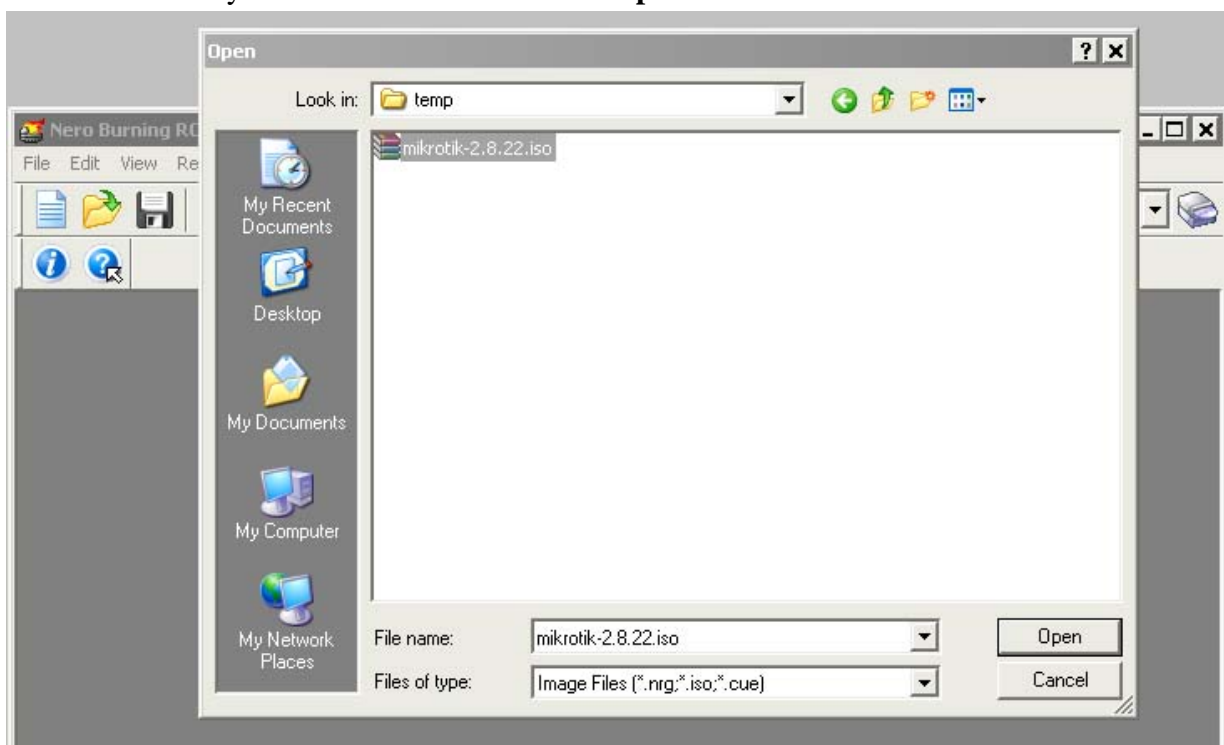 Open
Look in: temp
Nero Burning RO
File Edit View Re
mikrotik-2.8.22.iso
My Recent
Documents
Desktop
My Documents
My Computer
My Network
Places
File name: mikrotik-2.8.22.iso Open
Files of type: Image Files (*.nrg;*.iso;*.cue) Cancel